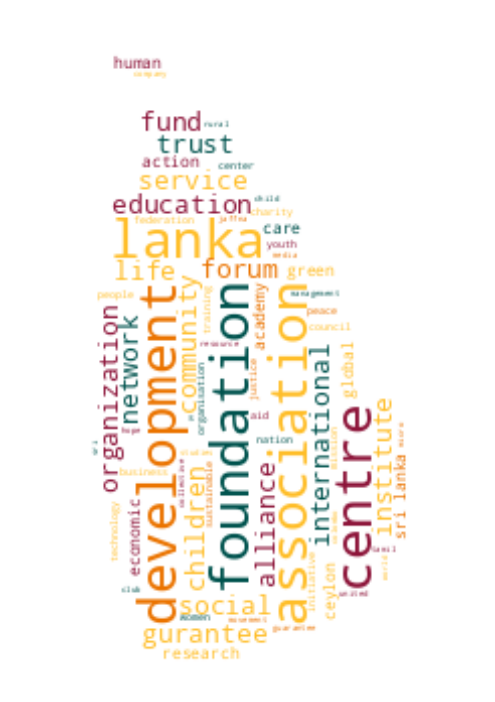 human
company
fund
rural
trust
action
center
service
education
child
charity
federation
jaffna
care
lanka
youth
media
life
forum
green
people
management
community
training
academy
peace
organization
network
development
foundation
association
council
resource
organisation
justice
global
international
hope
aid
centre
institute
nation
sri lanka
business
sustainable
alliance
children
technology
economic
collective
mission
tamil
world
club
initiative
ceylon
united
social
women
movement
guarantee
gurantee
research